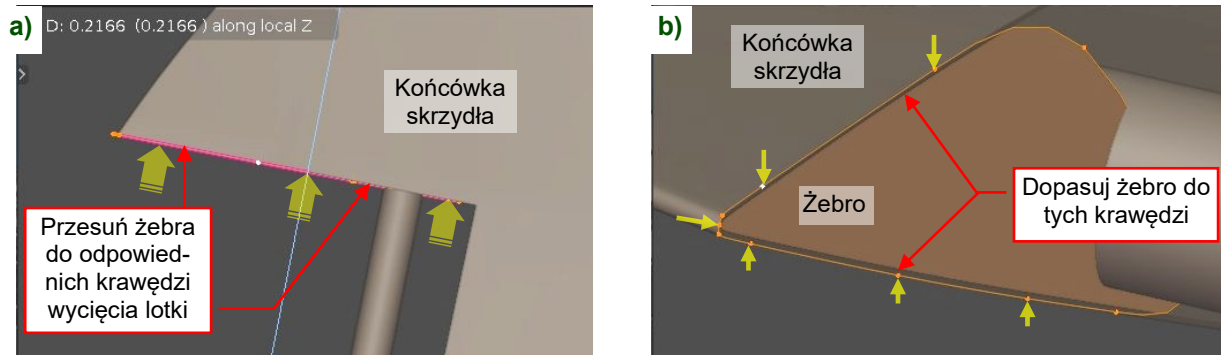 a)
D: 0.2166 (0.2166 ) along local Z
Końcówka
skrzydła
Przesuń żebra
do odpowied-
nich krawędzi
wycięcia lotki
b)
Końcówka
skrzydła
Żebro
Dopasuj żebro do
tych krawędzi